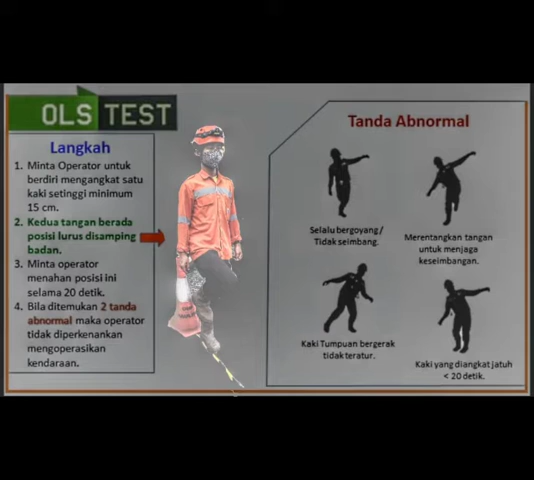 OLS TEST
Langkah
1. Minta Operator untuk
berdiri mengangkat satu
kaki setinggi minimum
15 cm.
2. Kedua tangan berada
posisi lurus disamping
badan.
3. Minta operator
menahan posisi ini
selama 20 detik.
4. Bila ditemukan 2 tanda
abnormal maka operator
tidak diperkenankan
mengoperasikan
kendaraan.
Tanda Abnormal
Selalu bergoyang/
Tidak seimbang.
Merentangkan tangan
untuk menjaga
keseimbangan.
Kaki Tumpuan bergerak
tidak teratur.
Kaki yang diangkat jatuh
< 20 detik.